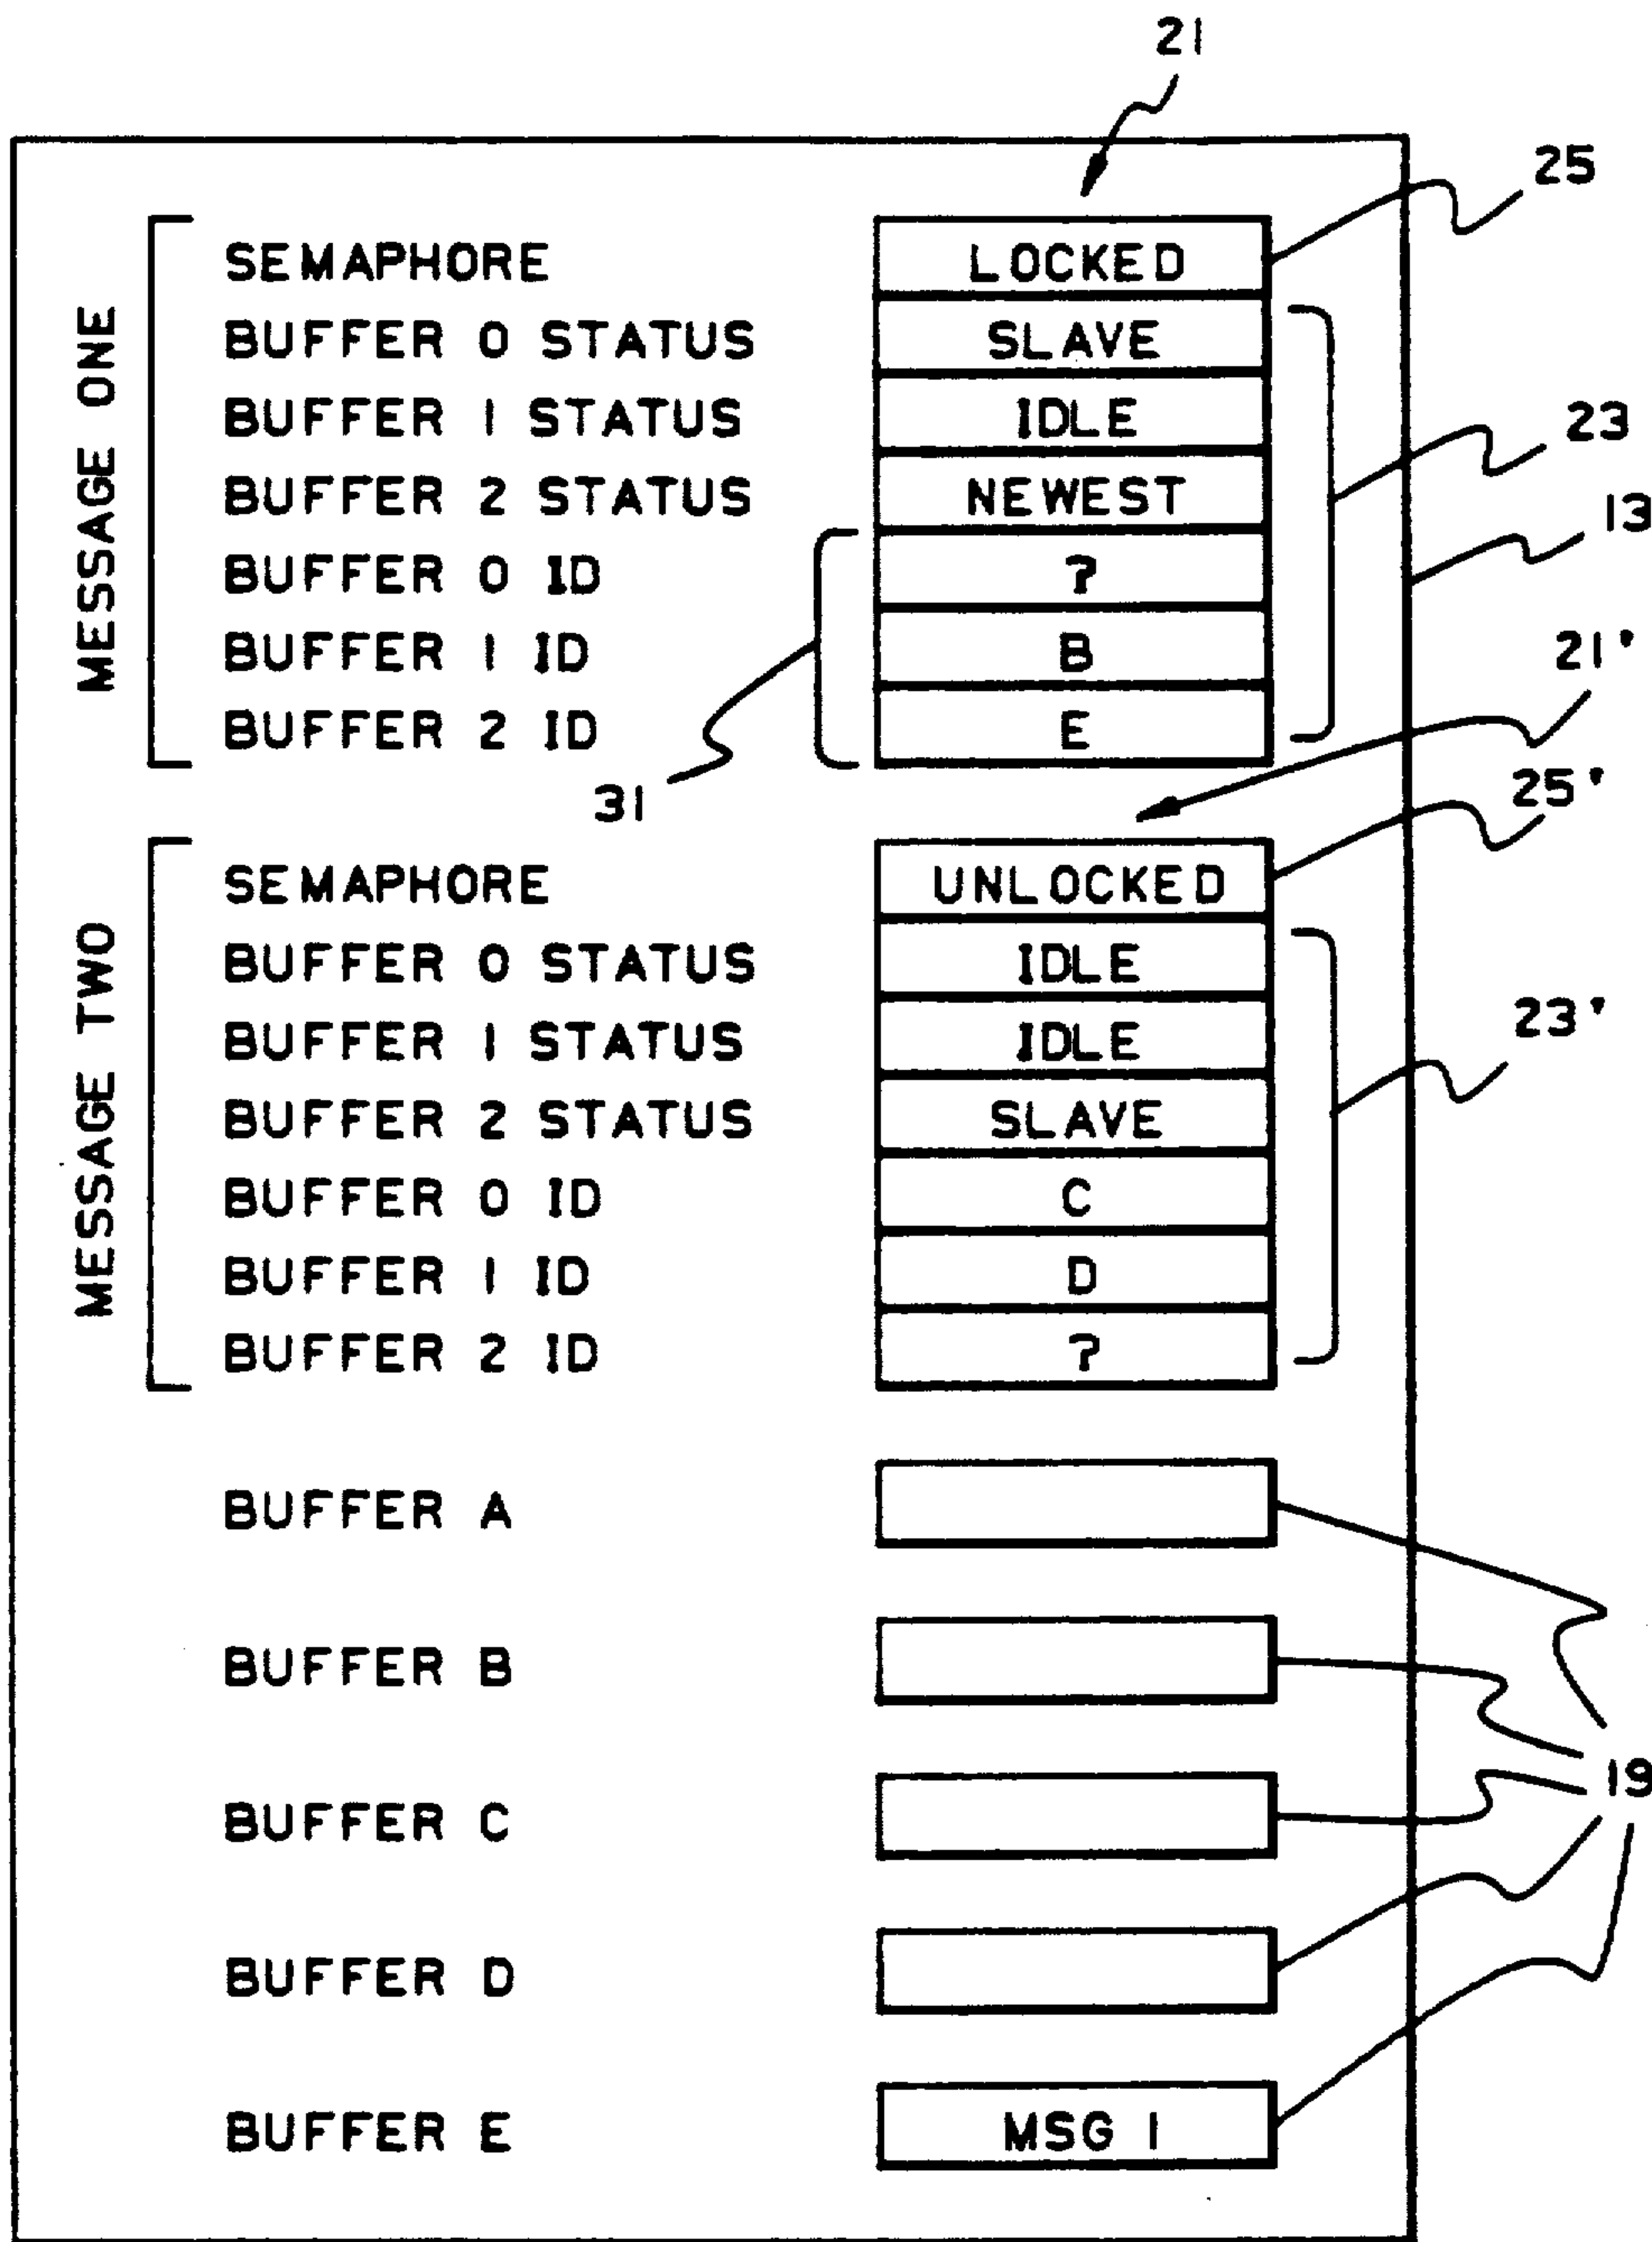 21
25
MESSAGE ONE
SEMAPHORE LOCKED
BUFFER 0 STATUS SLAVE
BUFFER 1 STATUS IDLE
BUFFER 2 STATUS NEWEST
BUFFER 0 ID ?
BUFFER 1 ID B
BUFFER 2 ID E
23
13
21'
31
25'
MESSAGE TWO
SEMAPHORE UNLOCKED
BUFFER 0 STATUS IDLE
BUFFER 1 STATUS IDLE
BUFFER 2 STATUS SLAVE
BUFFER 0 ID C
BUFFER 1 ID D
BUFFER 2 ID ?
23'
BUFFER A
BUFFER B
BUFFER C
BUFFER D
BUFFER E MSG 1
19